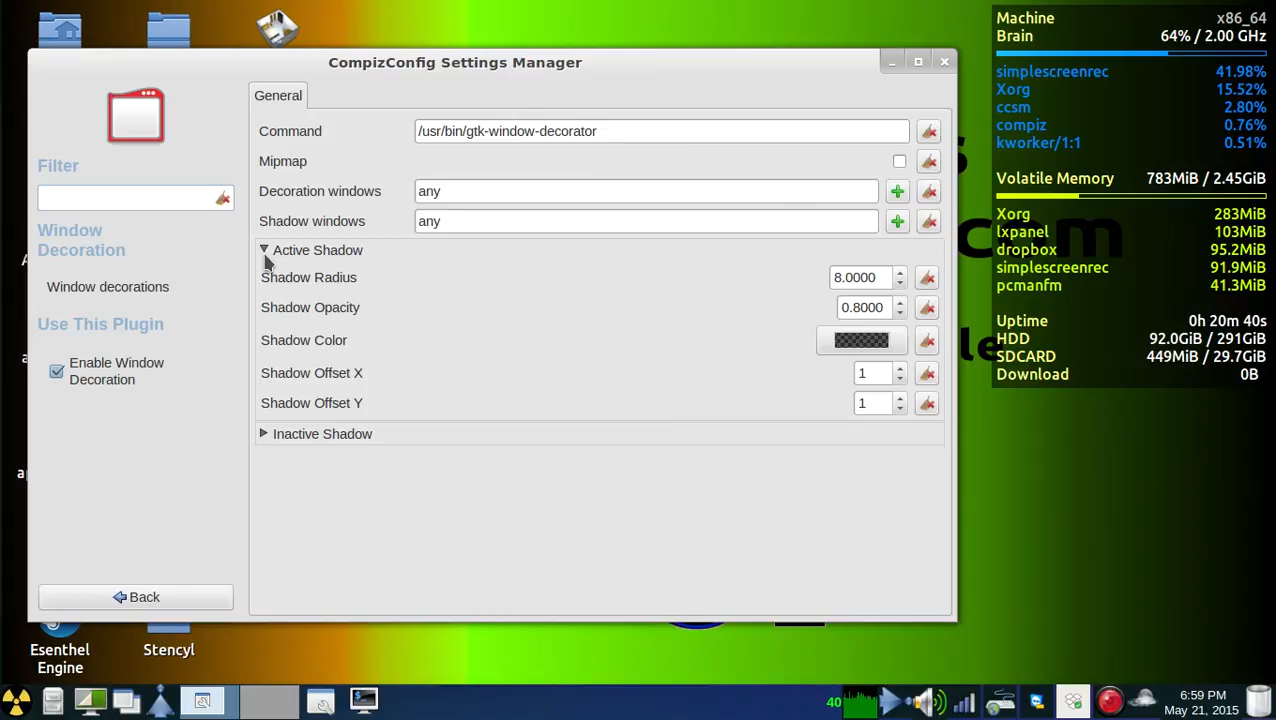 CompizConfig Settings Manager
General
Filter
Window
Decoration
Window decorations
Use This Plugin
Enable Window
Decoration
Back
Command /usr/bin/gtk-window-decorator
Mipmap
Decoration windows any
Shadow windows any
Active Shadow
Shadow Radius 8.0000
Shadow Opacity 0.8000
Shadow Color
Shadow Offset X 1
Shadow Offset Y 1
Inactive Shadow
Machine x86_64
Brain 64% / 2.00 GHz
simplescreenrec 41.98%
Xorg 15.52%
ccsm 2.80%
compiz 0.76%
kworker/1:1 0.51%
Volatile Memory 783MiB / 2.45GiB
Xorg 283MiB
lxpanel 103MiB
dropbox 95.2MiB
simplescreenrec 91.9MiB
pcmanfm 41.3MiB
Uptime 0h 20m 40s
HDD 92.0GiB / 291GiB
SDCARD 449MiB / 29.7GiB
Download 0B
com
le
Esenthel
Engine
Stencyl
40
6:59 PM
May 21, 2015